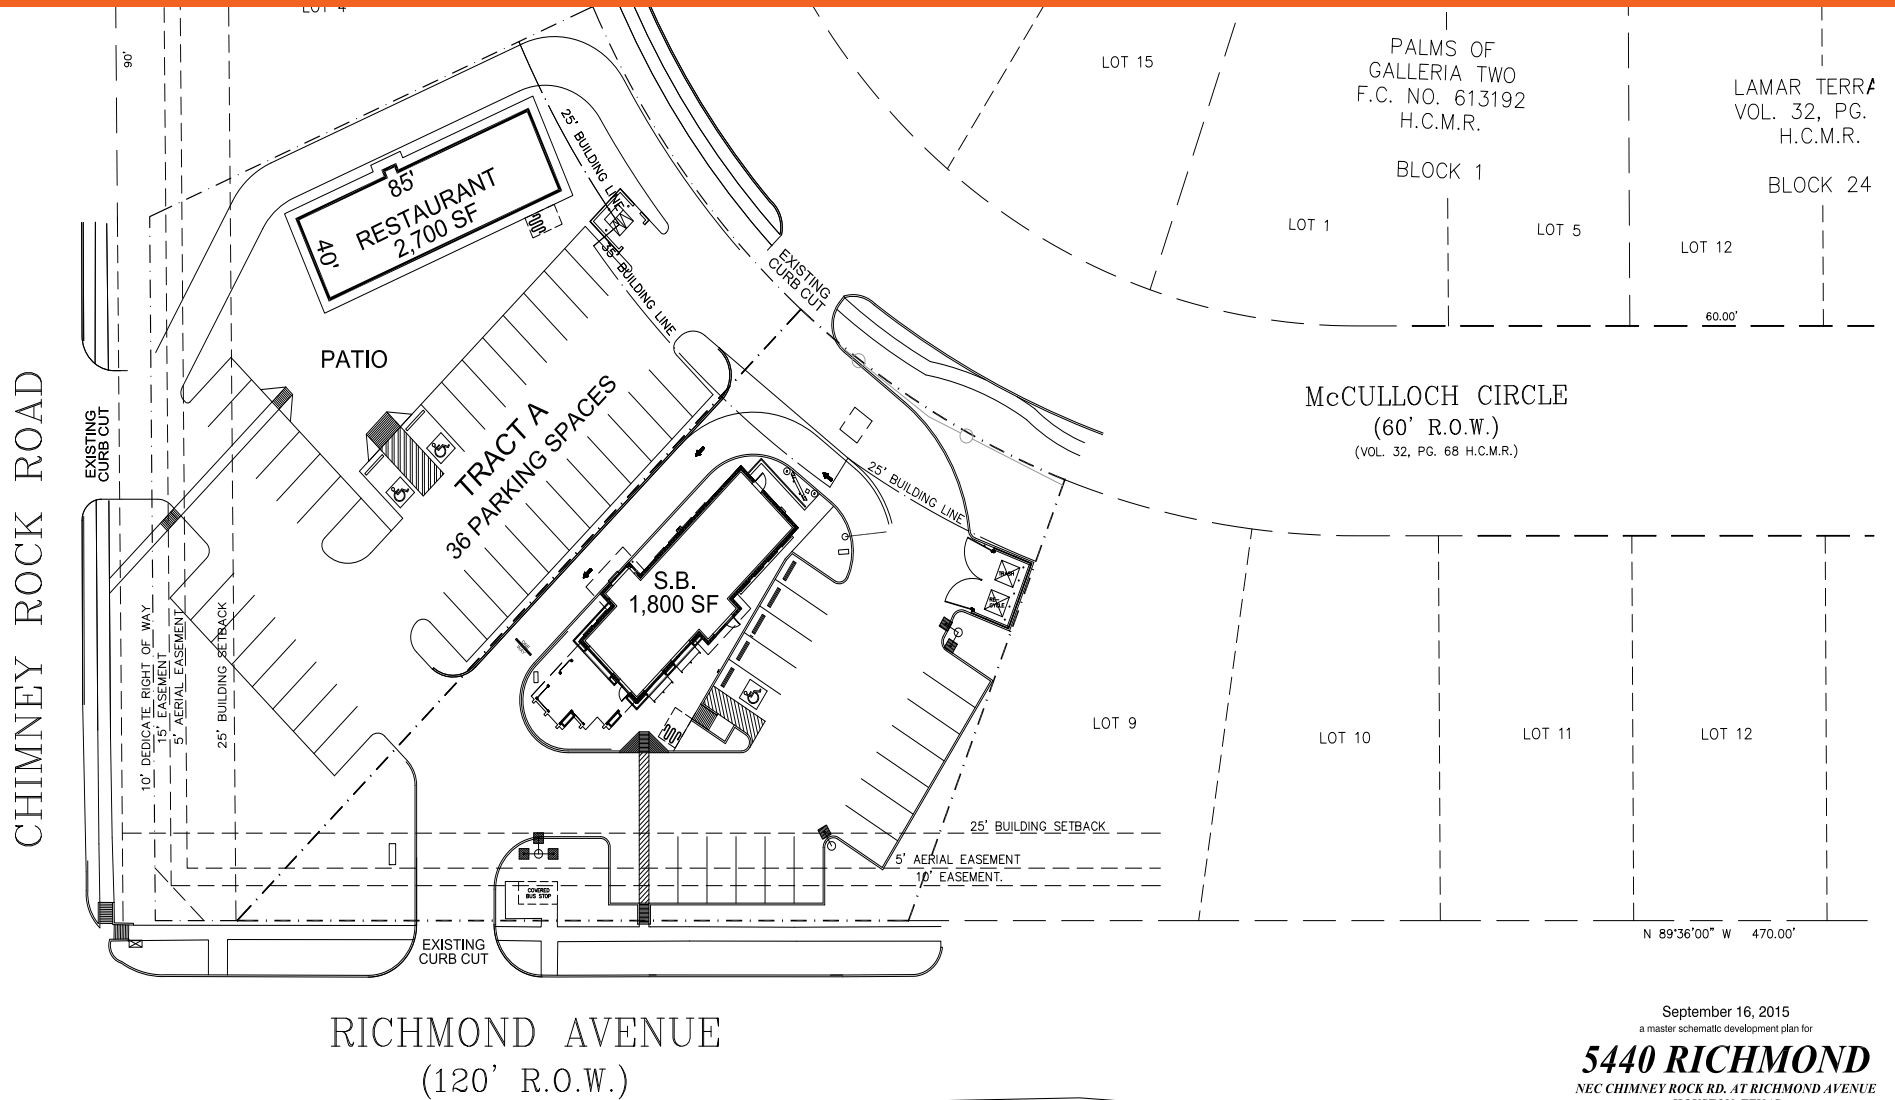 LOT 4
90'
LOT 15
PALMS OF
GALLERIA TWO
F.C. NO. 613192
H.C.M.R.
BLOCK 1
LAMAR TERRA
VOL. 32, PG.
H.C.M.R.
BLOCK 24
LOT 1
LOT 5
LOT 12
60.00'
25' BUILDING LINE
85'
RESTAURANT
2,700 SF
40'
35' BUILDING LINE
EXISTING
CURB CUT
PATIO
EXISTING
CURB CUT
CHIMNEY ROCK ROAD
TRACT A
36 PARKING SPACES
McCULLOCH CIRCLE
(60' R.O.W.)
(VOL. 32, PG. 68 H.C.M.R.)
25' BUILDING LINE
S.B.
1,800 SF
TRASH
10' DEDICATE RIGHT OF WAY
15' EASEMENT
5' AERIAL EASEMENT
25' BUILDING SETBACK
LOT 9
LOT 10
LOT 11
LOT 12
25' BUILDING SETBACK
5' AERIAL EASEMENT
10' EASEMENT.
COVERED
BUS STOP
EXISTING
CURB CUT
N 89°36'00" W 470.00'
RICHMOND AVENUE
(120' R.O.W.)
September 16, 2015
a master schematic development plan for
5440 RICHMOND
NEC CHIMNEY ROCK RD. AT RICHMOND AVENUE